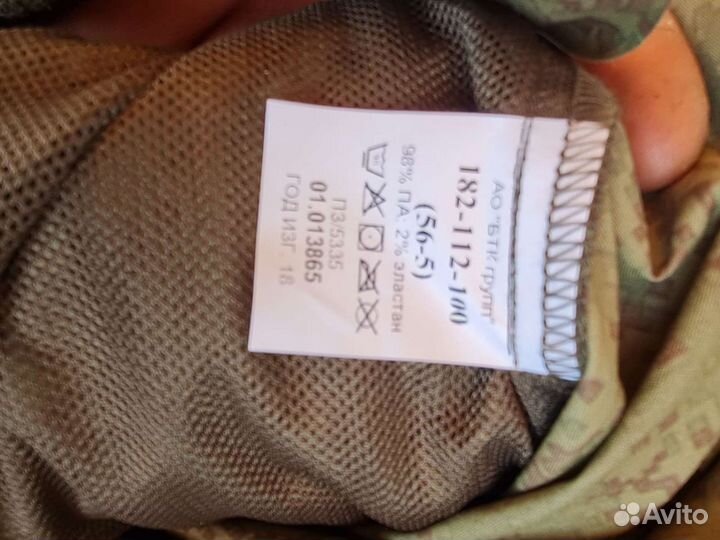 АО "БТК групп"
182-112-100
(56-5)
98% ПА; 2% эластан
ПЗ/5335
01.013865
ГОД ИЗГ. 18
Avito